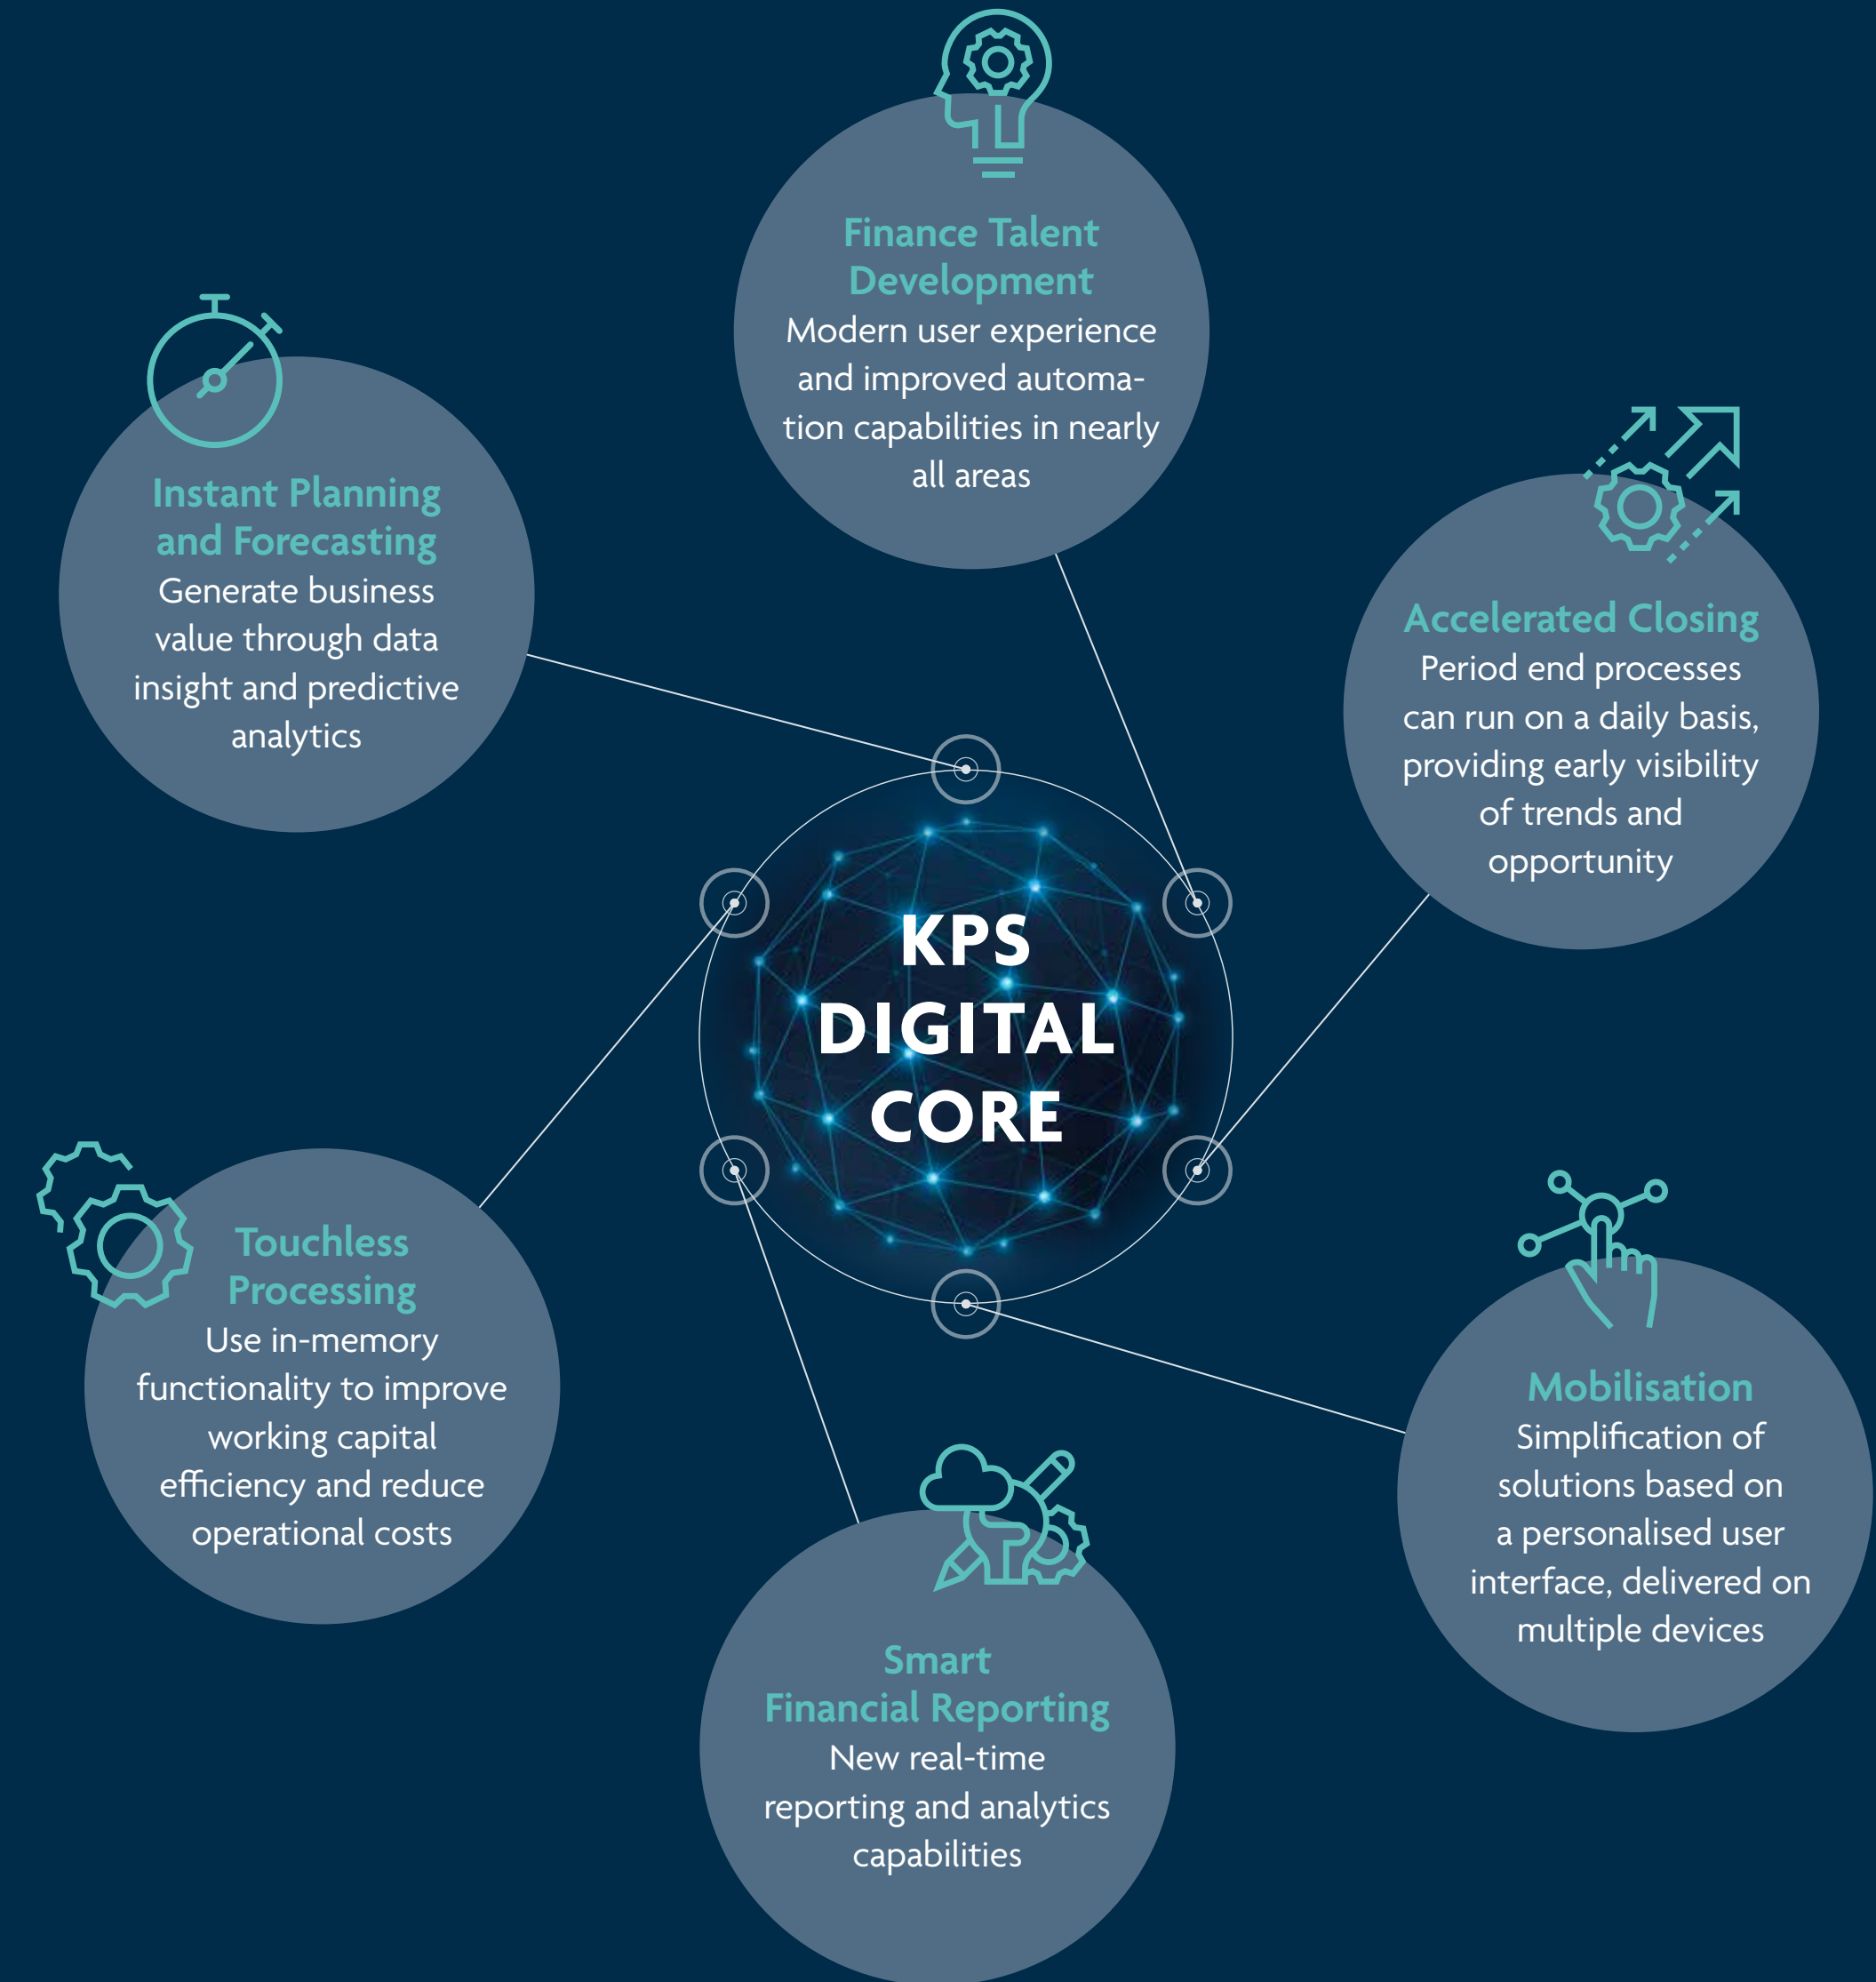 Finance Talent
Development
Modern user experience
and improved automa-
tion capabilities in nearly
all areas
Instant Planning
and Forecasting
Generate business
value through data
insight and predictive
analytics
Accelerated Closing
Period end processes
can run on a daily basis,
providing early visibility
of trends and
opportunity
KPS
DIGITAL
CORE
Touchless
Processing
Use in-memory
functionality to improve
working capital
efficiency and reduce
operational costs
Mobilisation
Simplification of
solutions based on
a personalised user
interface, delivered on
multiple devices
Smart
Financial Reporting
New real-time
reporting and analytics
capabilities